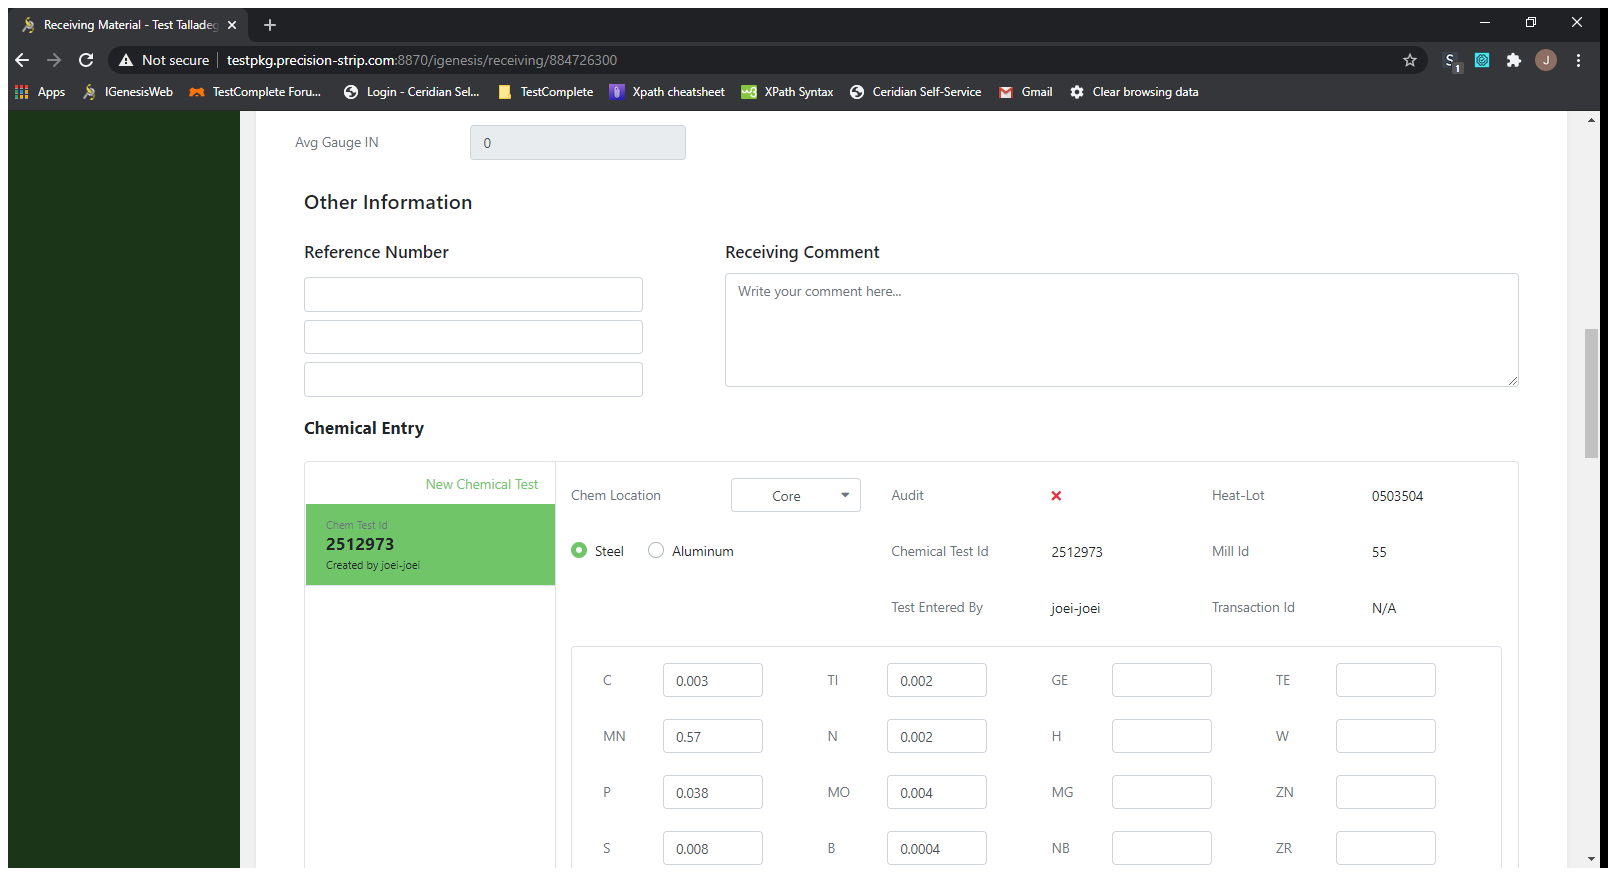 Receiving Material - Test Talladeg
Not secure testpkg.precision-strip.com:8870/igenesis/receiving/884726300
S 1 J
Apps IGenesisWeb TestComplete Foru... Login - Ceridian Sel... TestComplete Xpath cheatsheet w3 XPath Syntax Ceridian Self-Service Gmail Clear browsing data
Avg Gauge IN 0
Other Information
Reference Number Receiving Comment
Write your comment here...
Chemical Entry
New Chemical Test Chem Location Core Audit Heat-Lot 0503504
Chem Test Id
2512973
Created by joei-joei
Steel Aluminum Chemical Test Id 2512973 Mill Id 55
Test Entered By joei-joei Transaction Id N/A
C 0.003 TI 0.002 GE TE
MN 0.57 N 0.002 H W
P 0.038 MO 0.004 MG ZN
S 0.008 B 0.0004 NB ZR